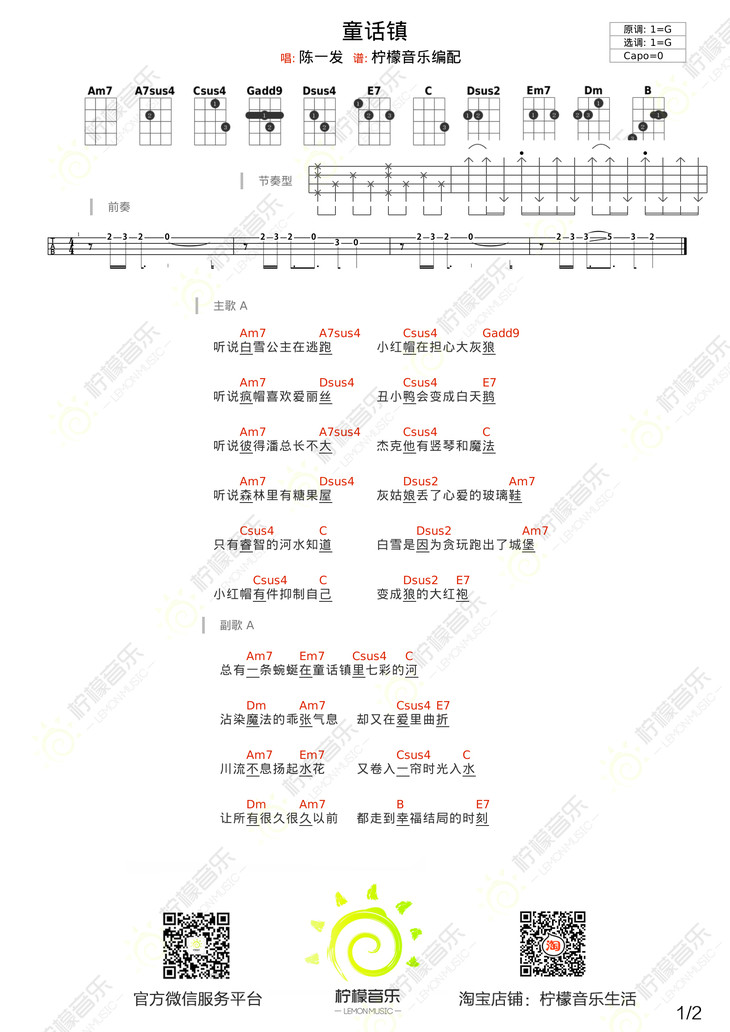 童话镇
唱: 陈一发 谱: 柠檬音乐编配
原调: 1=G
选调: 1=G
Capo=0
Am7 A7sus4 Csus4 Gadd9 Dsus4 E7 C Dsus2 Em7 Dm B
节奏型
前奏
2 3 2 0 2 3 2 0 3 0 2 3 2 0 2 3 3 5 3 2
主歌 A
Am7 A7sus4 Csus4 Gadd9
听说白雪公主在逃跑 小红帽在担心大灰狼
Am7 Dsus4 Csus4 E7
听说疯帽喜欢爱丽丝 丑小鸭会变成白天鹅
Am7 A7sus4 Csus4 C
听说彼得潘总长不大 杰克他有竖琴和魔法
Am7 Dsus4 Dsus2 Am7
听说森林里有糖果屋 灰姑娘丢了心爱的玻璃鞋
Csus4 C Dsus2 Am7
只有睿智的河水知道 白雪是因为贪玩跑出了城堡
Csus4 C Dsus2 E7
小红帽有件抑制自己 变成狼的大红袍
副歌 A
Am7 Em7 Csus4 C
总有一条蜿蜒在童话镇里七彩的河
Dm Am7 Csus4 E7
沾染魔法的乖张气息 却又在爱里曲折
Am7 Em7 Csus4 C
川流不息扬起水花 又卷入一帘时光入水
Dm Am7 B E7
让所有很久很久以前 都走到幸福结局的时刻
官方微信服务平台
柠檬音乐
LEMON MUSIC
淘
淘宝店铺：柠檬音乐生活
1/2